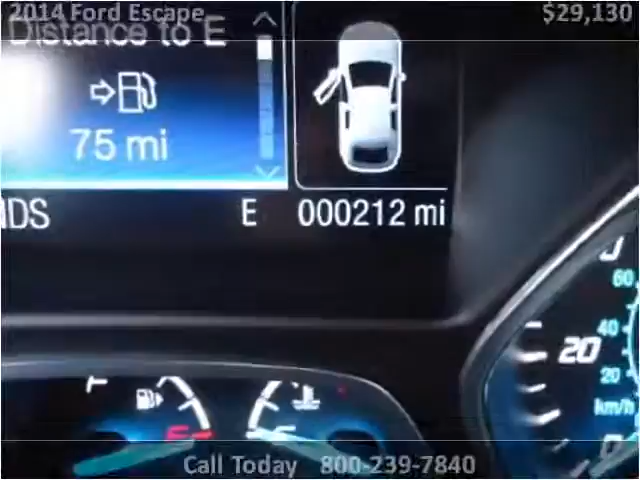 2014 Ford Escape
$29,130
Distance to E
75 mi
E
000212 mi
60
40
20
20
km/h
0
F
E
C
Call Today 800-239-7840